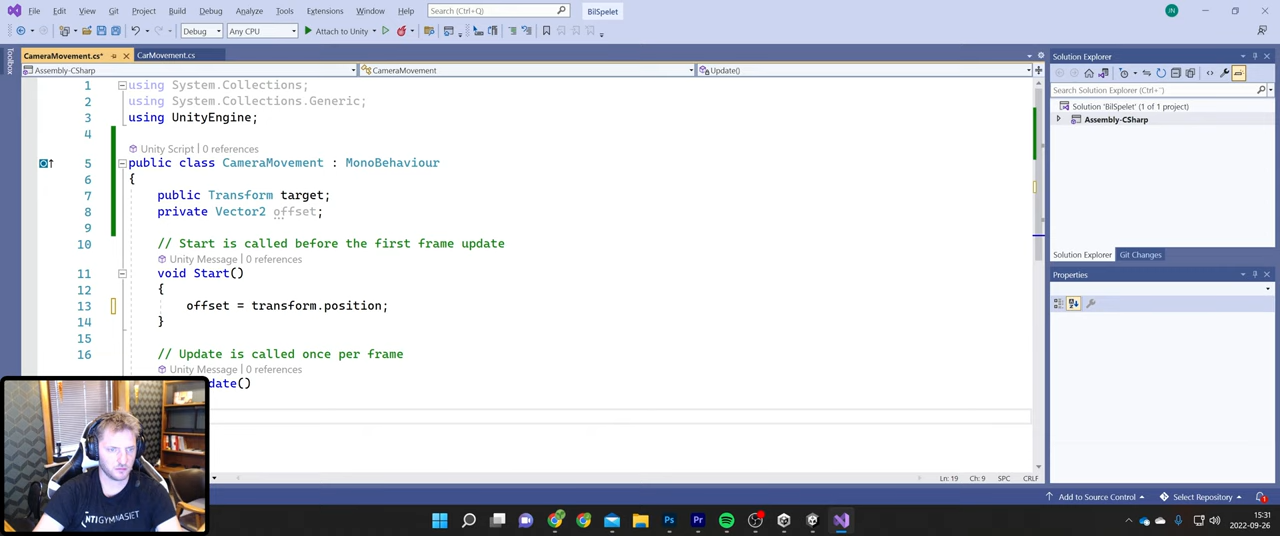 File Edit View Git Project Build Debug Analyze Tools Extensions Window Help Search (Ctrl+Q) BilSpelet JN
Debug Any CPU Attach to Unity
CameraMovement.cs* CarMovement.cs
Toolbox
Assembly-CSharp CameraMovement Update()
1 using System.Collections;
2 using System.Collections.Generic;
3 using UnityEngine;
4
Unity Script | 0 references
5 public class CameraMovement : MonoBehaviour
6 {
7 public Transform target;
8 private Vector2 offset;
9
10 // Start is called before the first frame update
Unity Message | 0 references
11 void Start()
12 {
13 offset = transform.position;
14 }
15
16 // Update is called once per frame
Unity Message | 0 references
date()
Solution Explorer
Search Solution Explorer (Ctrl+')
Solution 'BilSpelet' (1 of 1 project)
Assembly-CSharp
Solution Explorer Git Changes
Properties
Ln: 19 Ch: 9 SPC CRLF
Add to Source Control Select Repository 1
NTIGYMNASIET
Ps Pr
15:31
2022-09-26